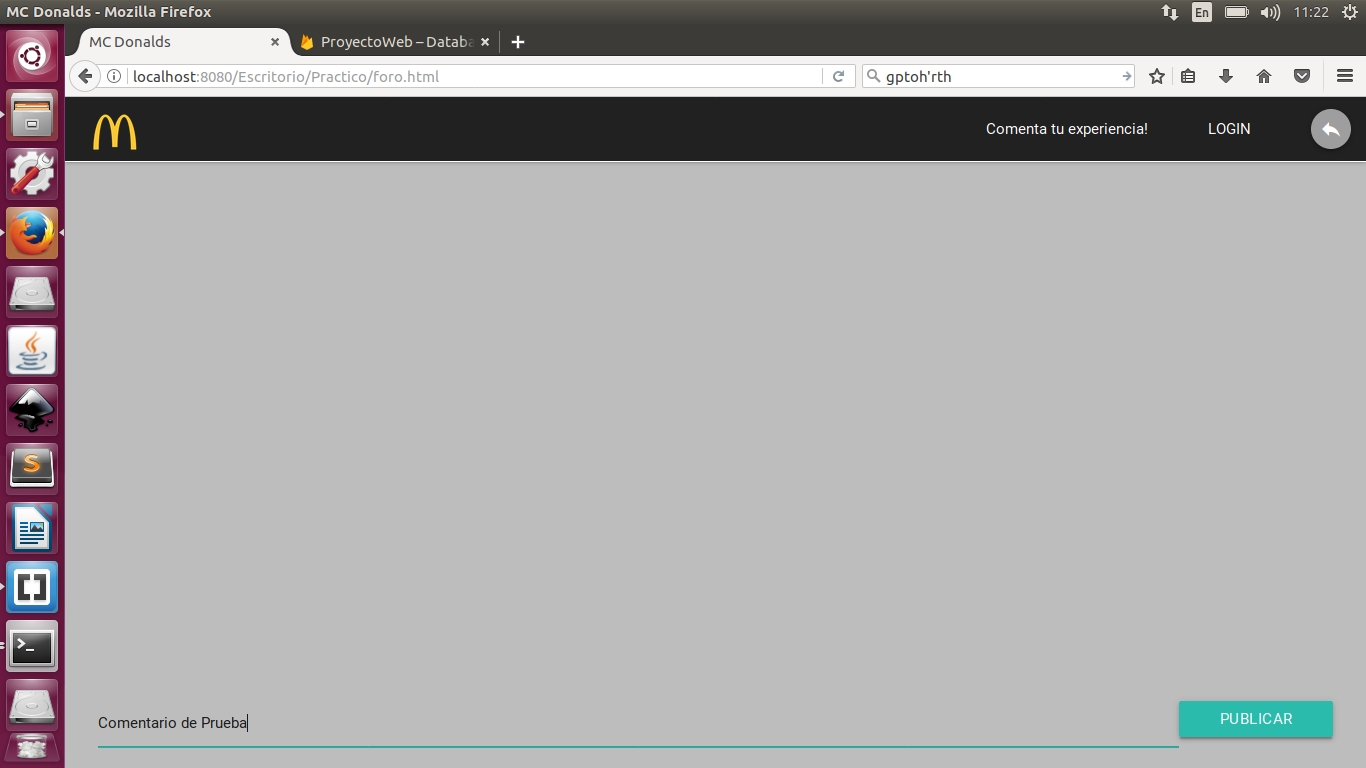 MC Donalds - Mozilla Firefox
En
11:22
MC Donalds
ProyectoWeb – Databa
localhost:8080/Escritorio/Practico/foro.html
gptoh'rth
Comenta tu experiencia!
LOGIN
Comentario de Prueba
PUBLICAR